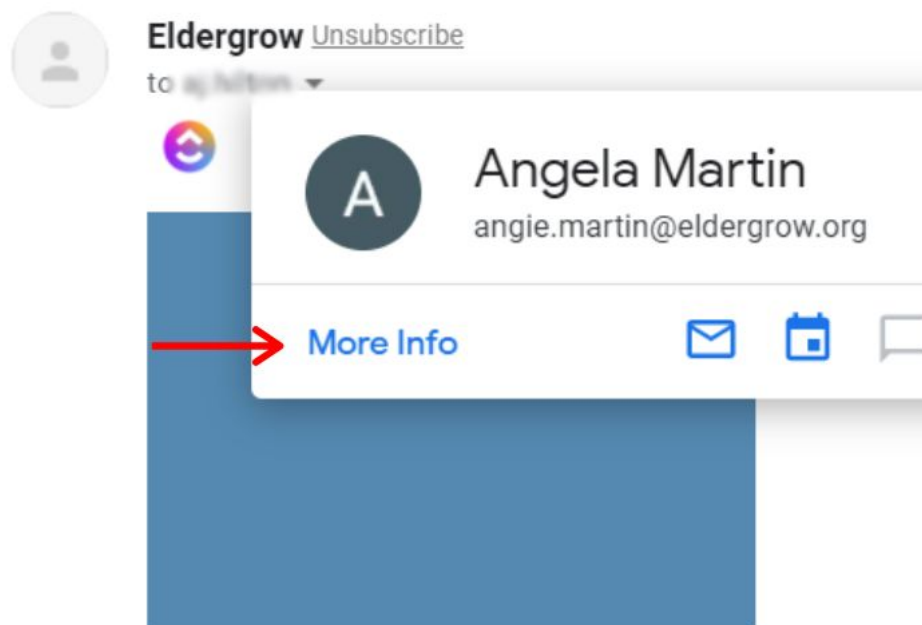 Eldergrow Unsubscribe
to
A
Angela Martin
angie.martin@eldergrow.org
More Info